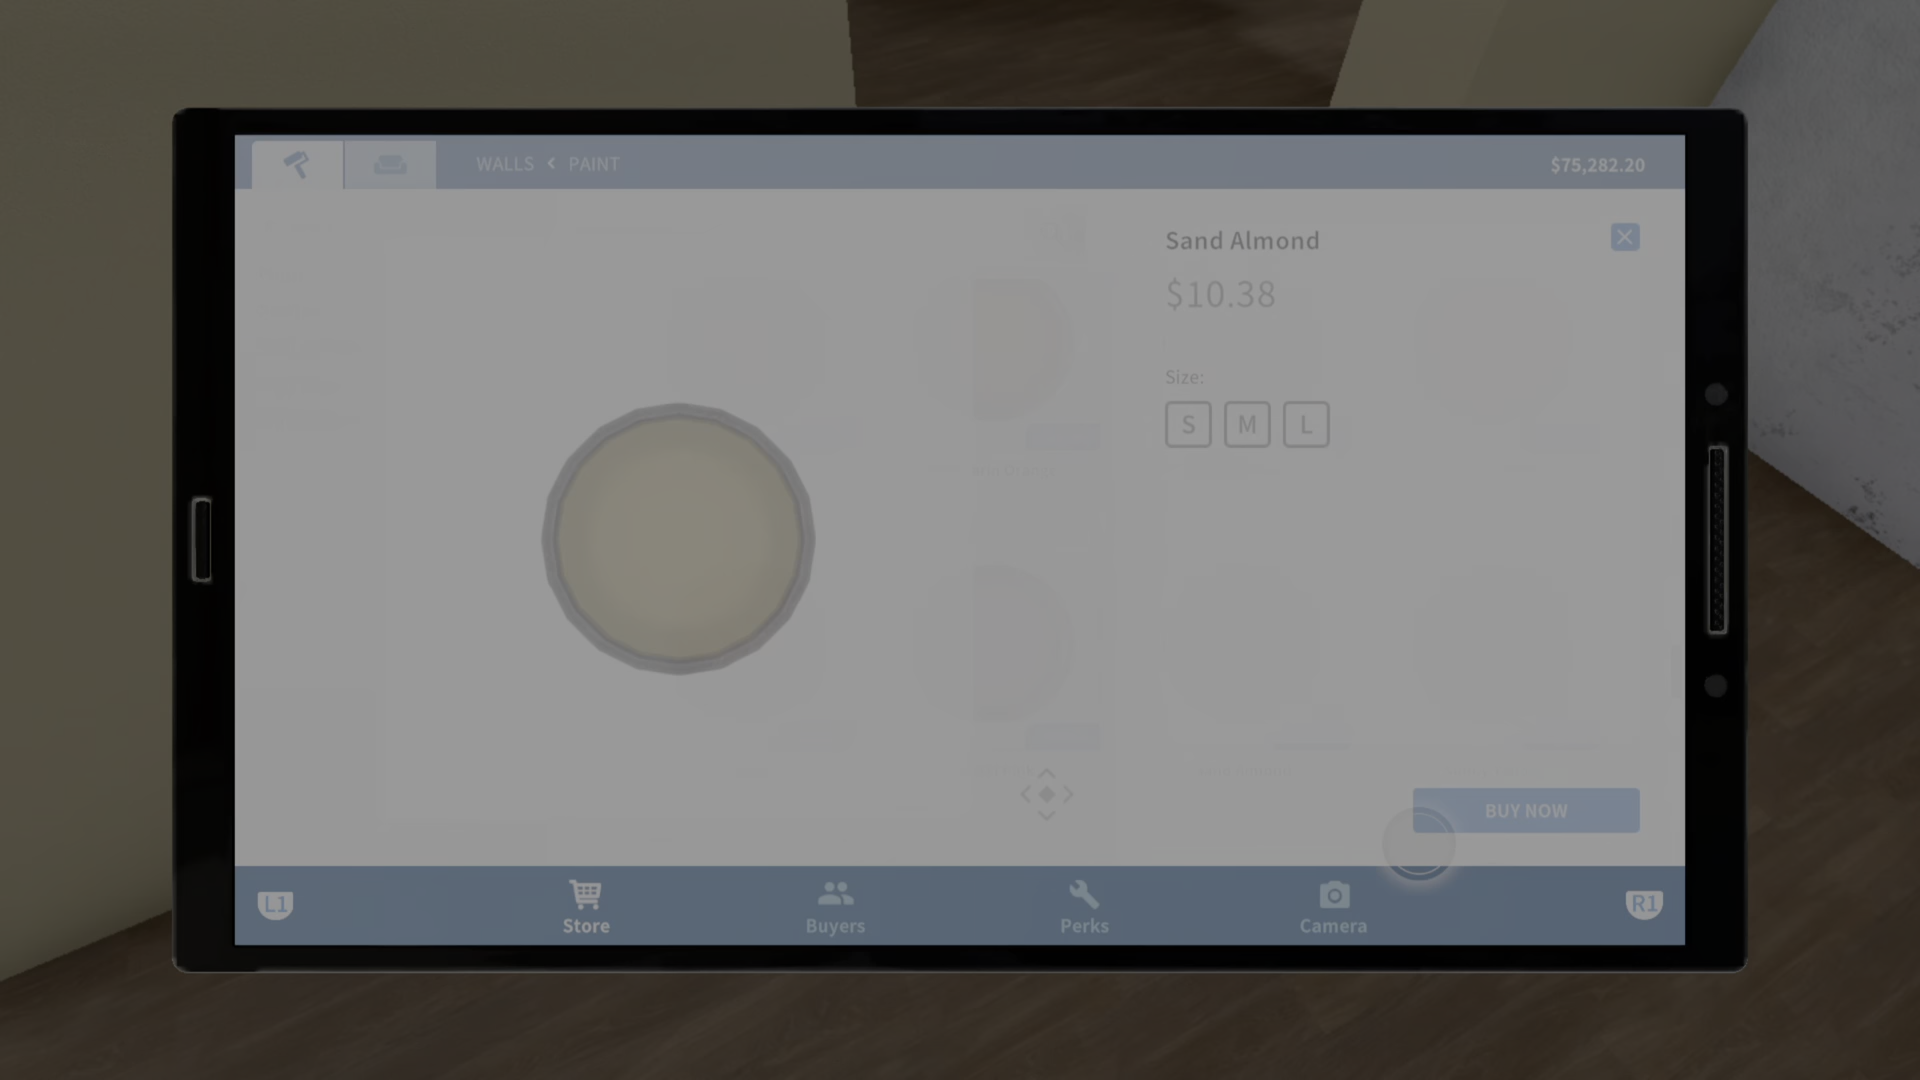 WALLS < PAINT
$75,282.20
Sand Almond
$10.38
Size:
S M L
BUY NOW
L1
Store
Buyers
Perks
Camera
R1